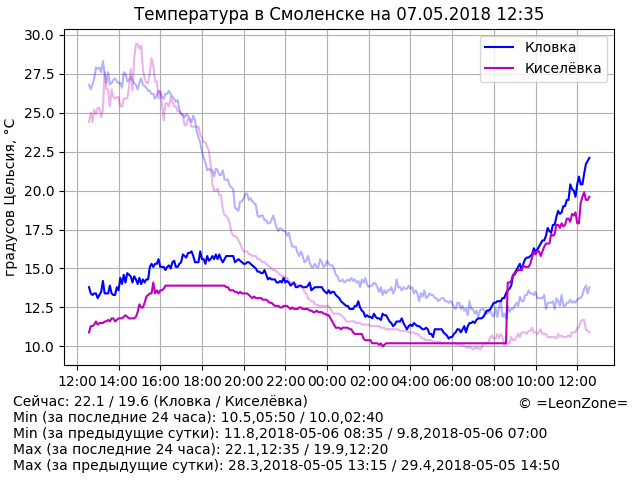 Температура в Смоленске на 07.05.2018 12:35
Кловка
Киселёвка
градусов Цельсия, °C
30.0
27.5
25.0
22.5
20.0
17.5
15.0
12.5
10.0
12:00 14:00 16:00 18:00 20:00 22:00 00:00 02:00 04:00 06:00 08:00 10:00 12:00
Сейчас: 22.1 / 19.6 (Кловка / Киселёвка)
© =LeonZone=
Min (за последние 24 часа): 10.5,05:50 / 10.0,02:40
Min (за предыдущие сутки): 11.8,2018-05-06 08:35 / 9.8,2018-05-06 07:00
Max (за последние 24 часа): 22.1,12:35 / 19.9,12:20
Max (за предыдущие сутки): 28.3,2018-05-05 13:15 / 29.4,2018-05-05 14:50